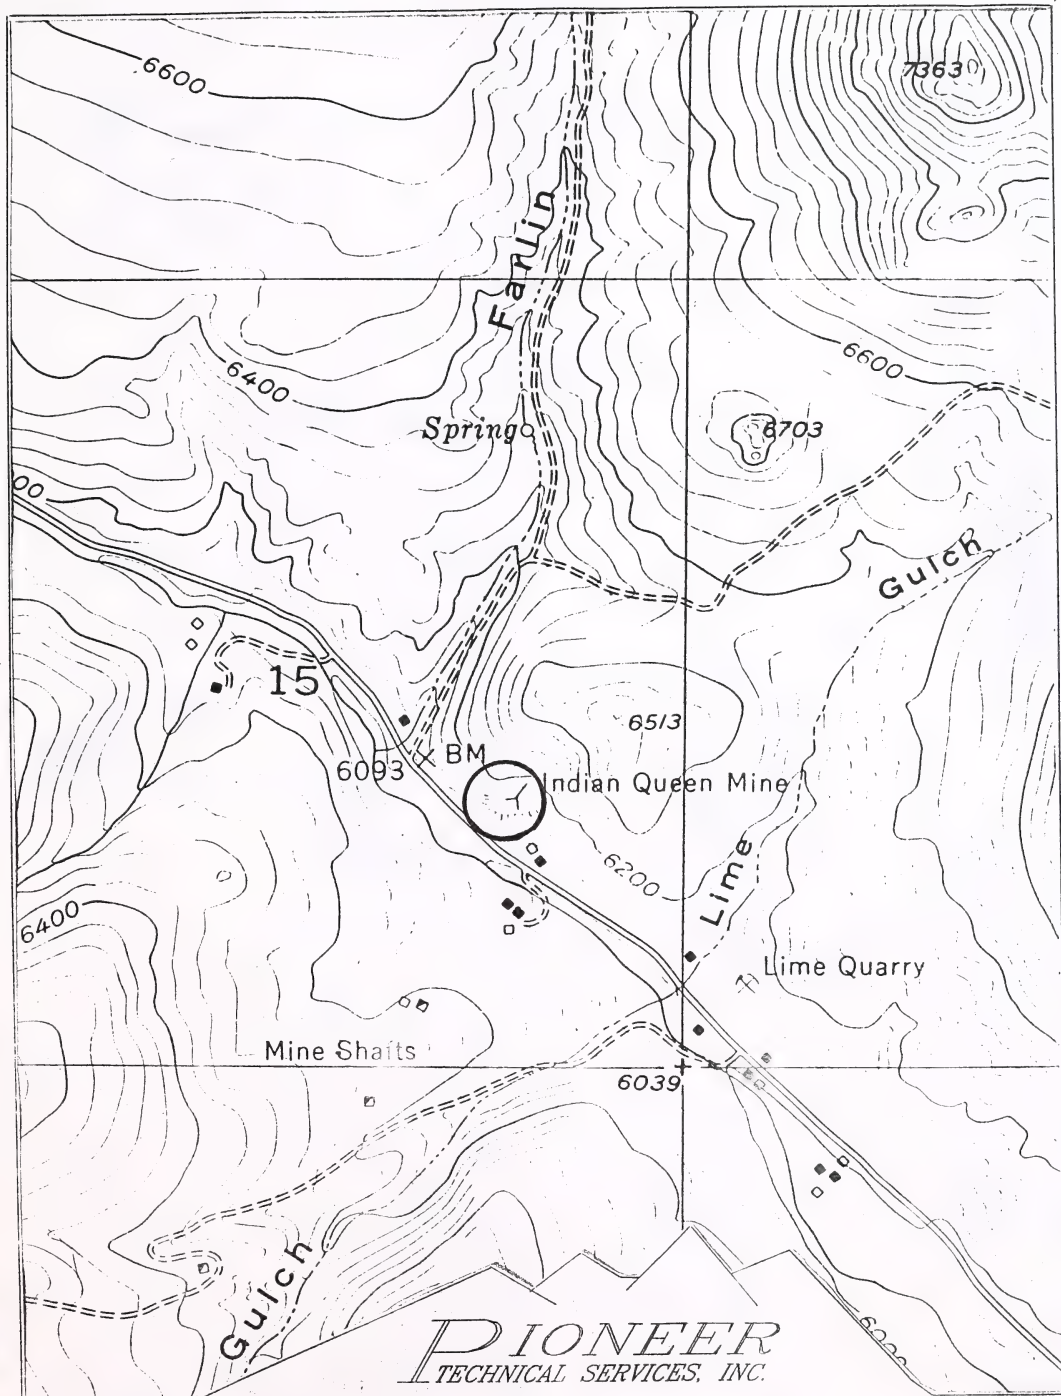 7363
6600
Farlin
6600
6400
Spring
6703
00
Gulch
15
6513
BM
6093
Indian Queen Mine
6200
Lime
6400
Lime Quarry
Mine Shafts
6039
Gulch
PIONEER
TECHNICAL SERVICES, INC.